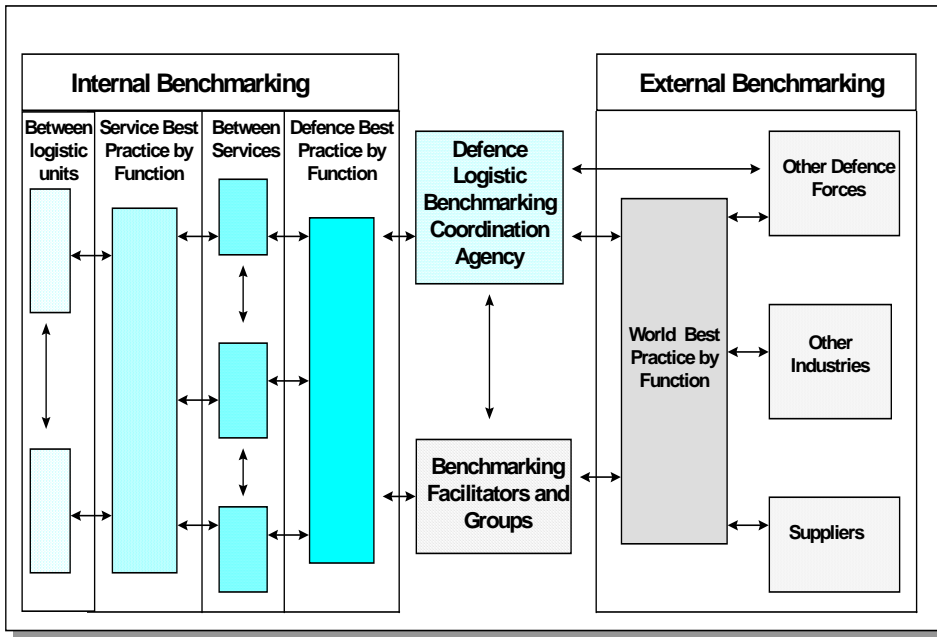 Internal Benchmarking
External Benchmarking
Between
logistic
units
Service Best
Practice by
Function
Between
Services
Defence Best
Practice by
Function
Defence
Logistic
Benchmarking
Coordination
Agency
Other Defence
Forces
World Best
Practice by
Function
Other
Industries
Benchmarking
Facilitators and
Groups
Suppliers